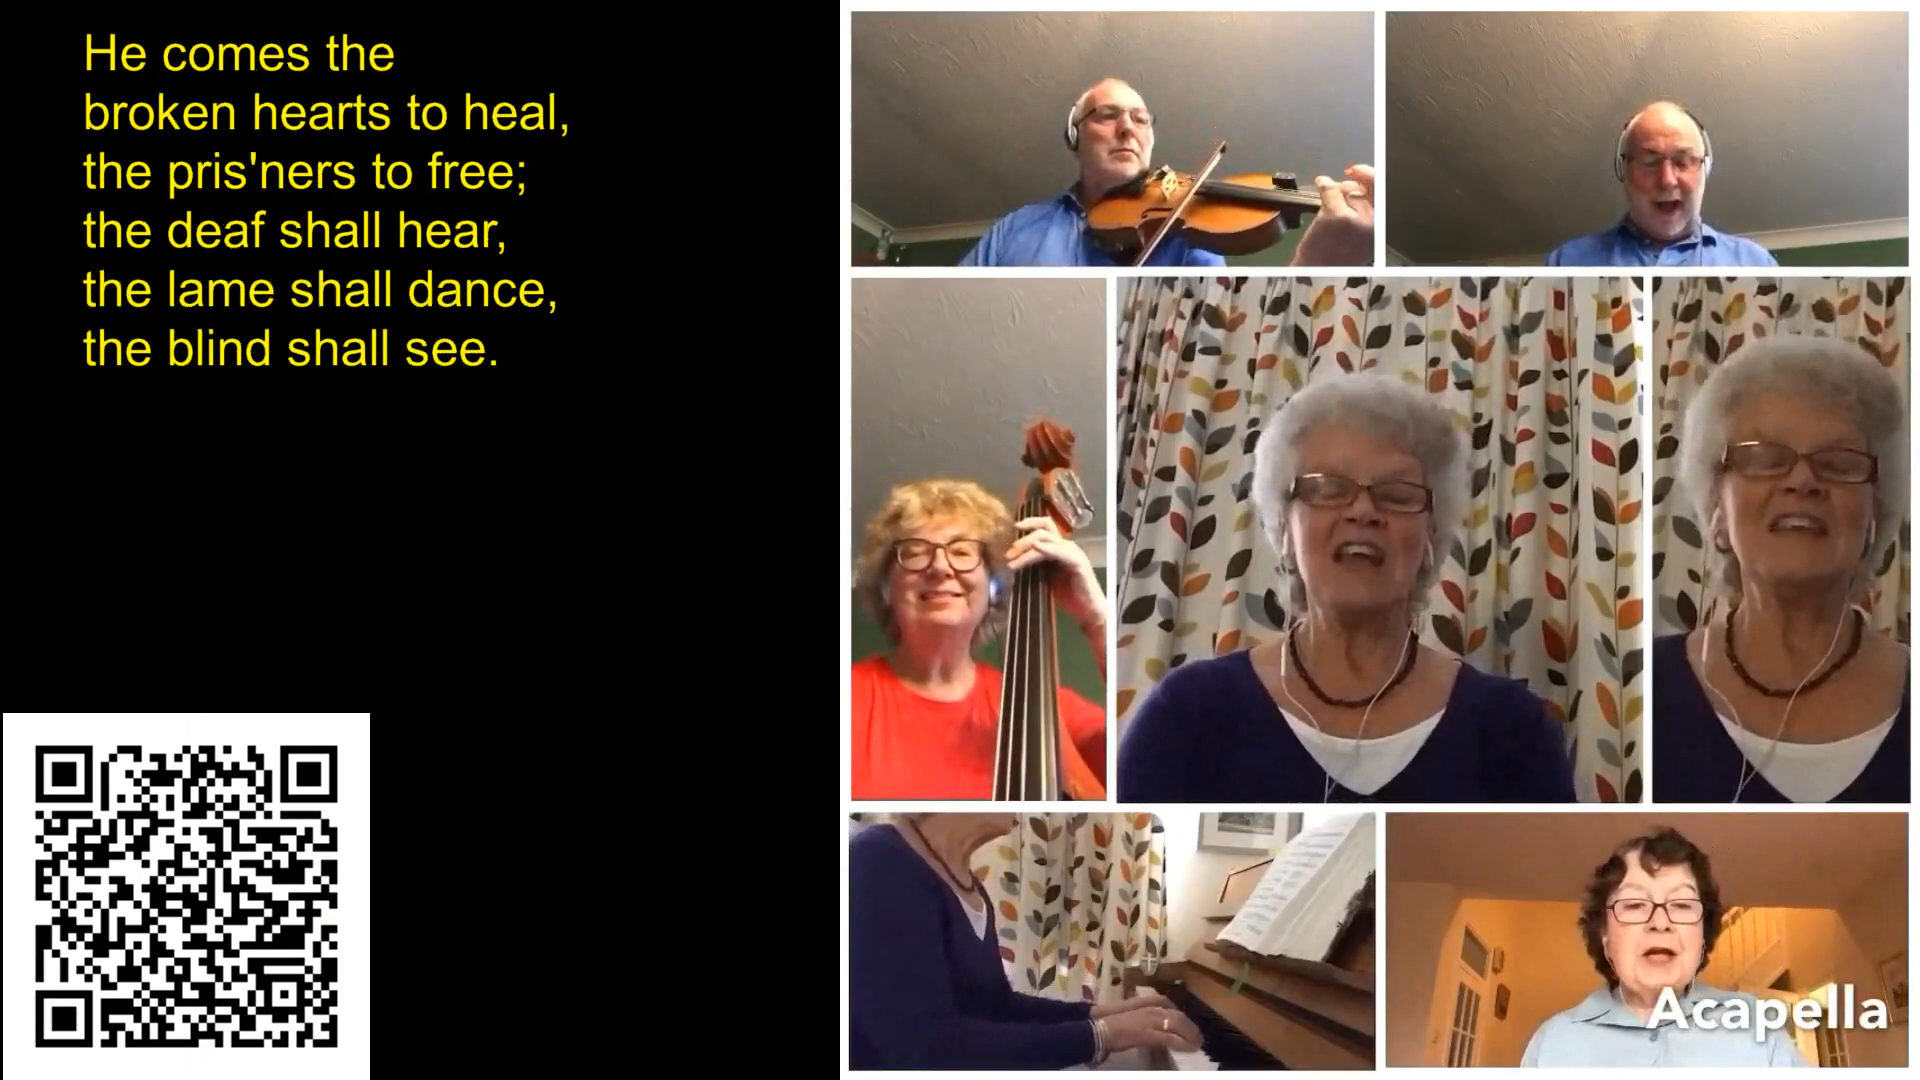 He comes the
broken hearts to heal,
the pris'ners to free;
the deaf shall hear,
the lame shall dance,
the blind shall see.
Acapella